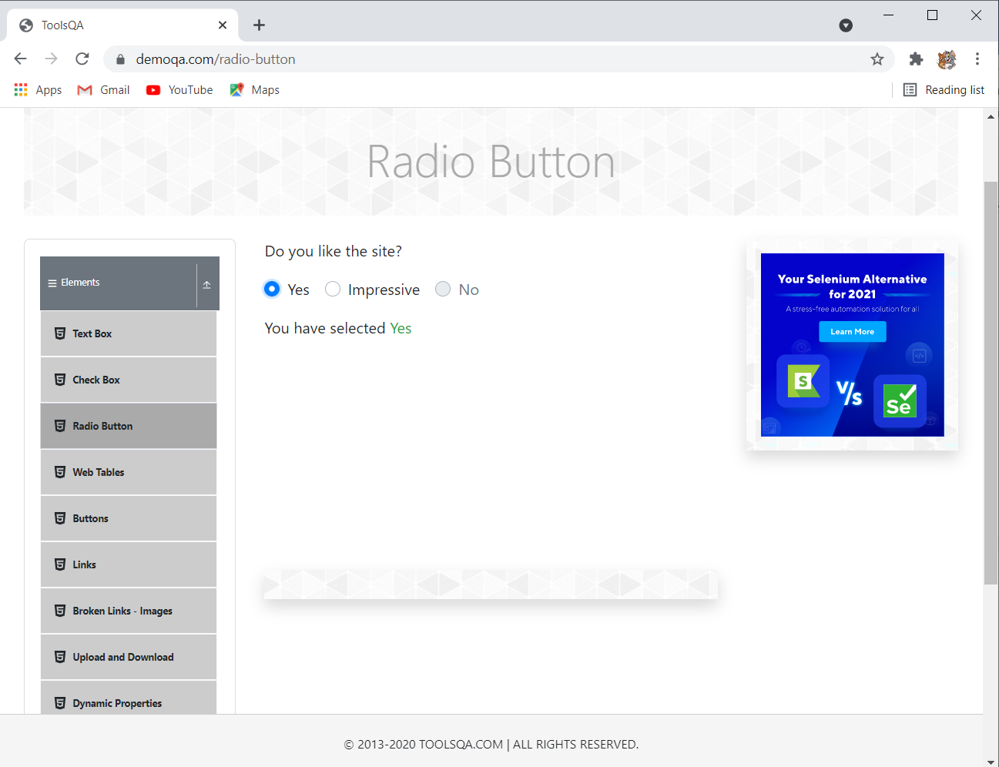 ToolsQA
demoqa.com/radio-button
Apps Gmail YouTube Maps Reading list
Radio Button
Elements
Text Box
Check Box
Radio Button
Web Tables
Buttons
Links
Broken Links - Images
Upload and Download
Dynamic Properties
Do you like the site?
Yes Impressive No
You have selected Yes
Your Selenium Alternative
for 2021
A stress-free automation solution for all
Learn More
S
V/S
Se
© 2013-2020 TOOLSQA.COM | ALL RIGHTS RESERVED.